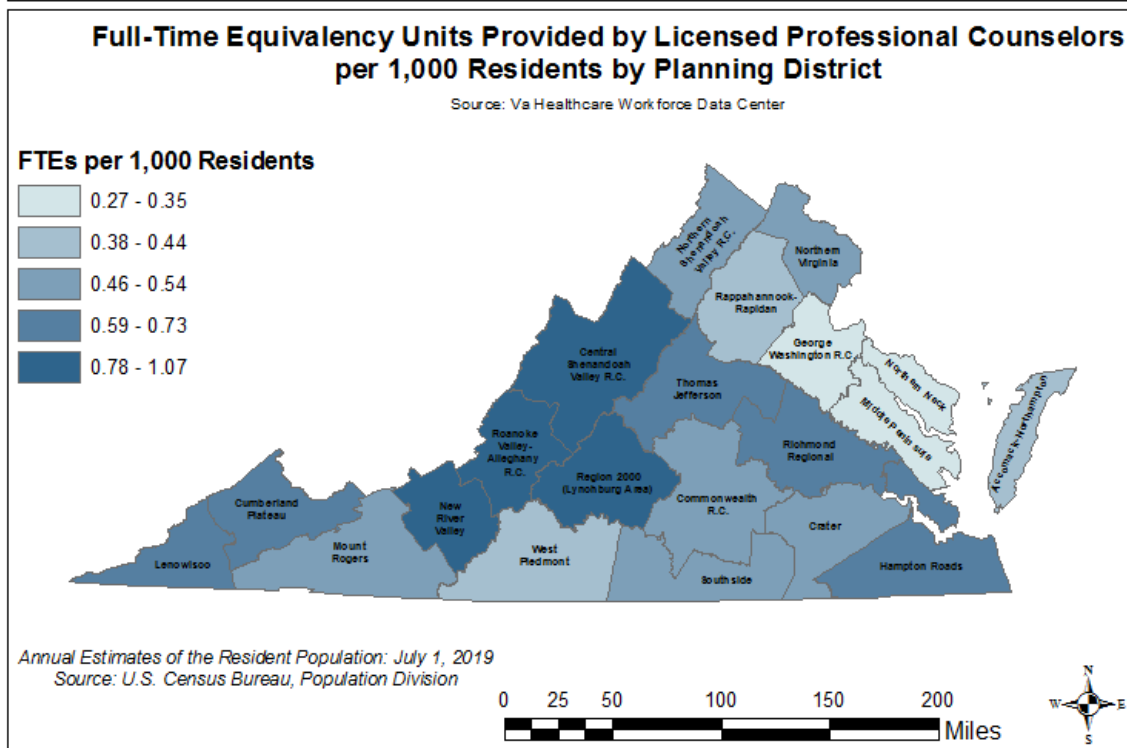 Full-Time Equivalency Units Provided by Licensed Professional Counselors
per 1,000 Residents by Planning District
Source: Va Healthcare Workforce Data Center
FTEs per 1,000 Residents
0.27 - 0.35
0.38 - 0.44
0.46 - 0.54
0.59 - 0.73
0.78 - 1.07
Northern
Shenandoah
Valley R.C.
Northern
Virginia
Rappahannook-
Rapidan
George
Washington R.C.
Northern Neck
Middle Peninsula
Accomack-Northampton
Central
Shenandoah
Valley R.C.
Thomas
Jefferson
Roanoke
Valley-
Alleghany
R.C.
Richmond
Regional
Region 2000
(Lynchburg Area)
Commonwealth
R.C.
Cumberland
Plateau
New
River
Valley
Crater
Mount
Rogers
West
Piedmont
Lenowisco
Southside
Hampton Roads
Annual Estimates of the Resident Population: July 1, 2019
Source: U.S. Census Bureau, Population Division
0 25 50 100 150 200
Miles
N
W E
S